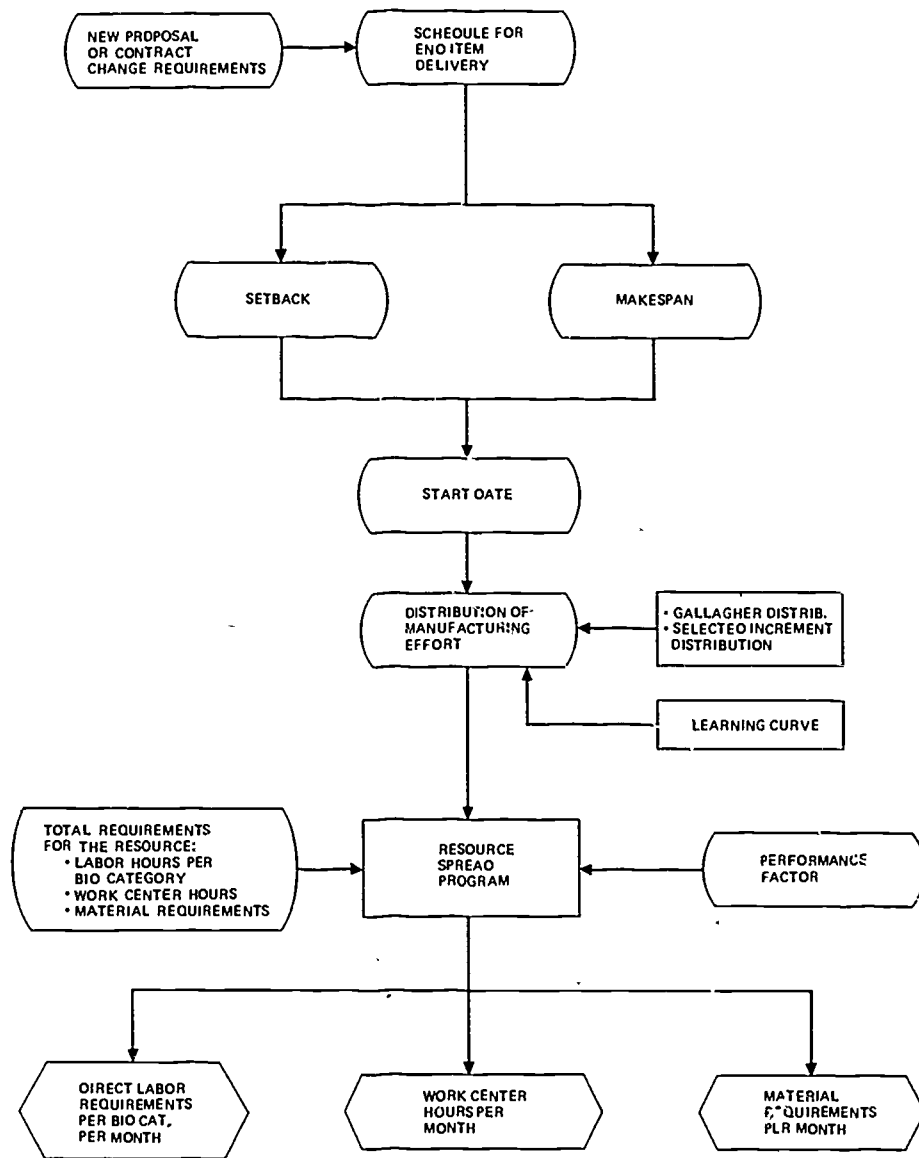 NEW PROPOSAL
OR CONTRACT
CHANGE REQUIREMENTS
SCHEOULE FOR
ENO ITEM
DELIVERY
SETBACK
MAKESPAN
START OATE
DISTRIBUTION OF
MANUFACTURING
EFFORT
• GALLAGHER DISTRIB.
• SELECTEO INCREMENT
DISTRIBUTION
LEARNING CURVE
TOTAL REQUIREMENTS
FOR THE RESOURCE:
• LABOR HOURS PER
BIO CATEGORY
• WORK CENTER HOURS
• MATERIAL REQUIREMENTS
RESOURCE
SPREAO
PROGRAM
PERFORMANCE
FACTOR
OIRECT LABOR
REQUIREMENTS
PER BIO CAT,
PER MONTH
WORK CENTER
HOURS PER
MONTH
MATERIAL
QUIREMENTS
PLR MONTH